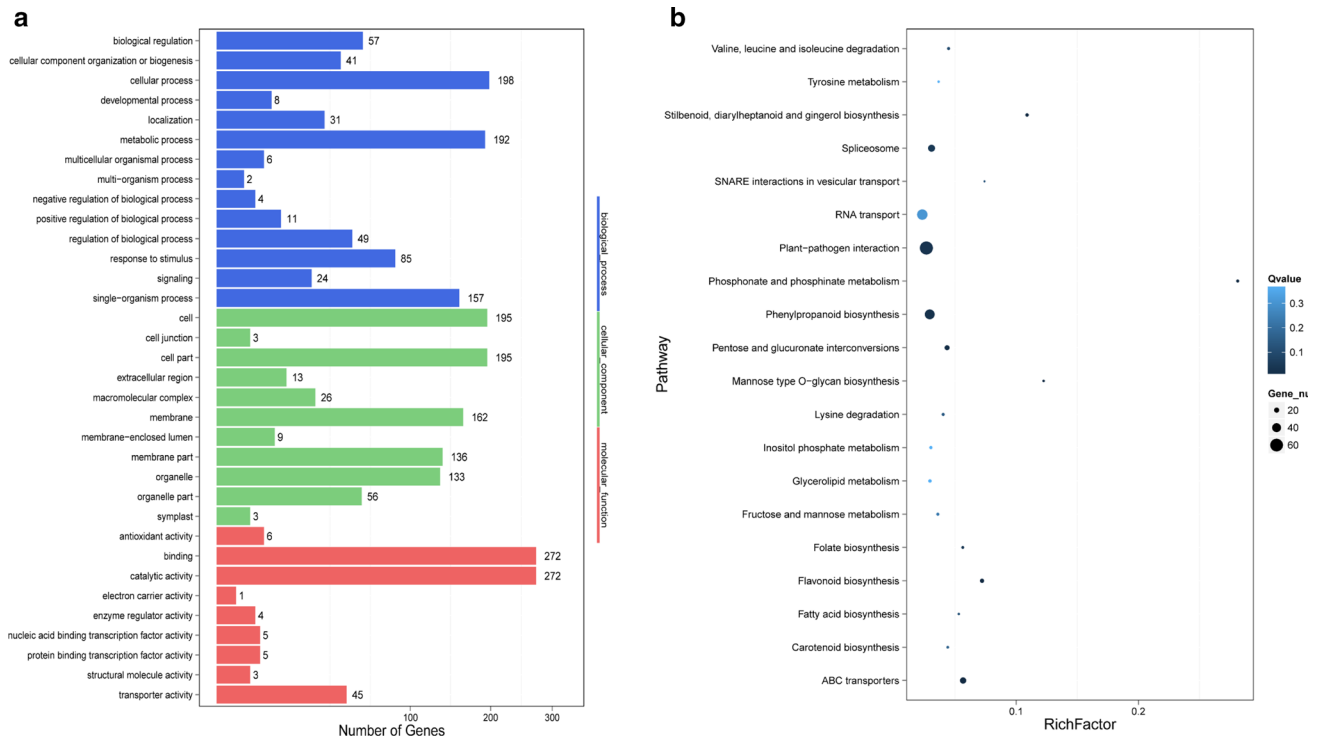 a
biological regulation 57
cellular component organization or biogenesis 41
cellular process 198
developmental process 8
localization 31
metabolic process 192
multicellular organismal process 6
multi−organism process 2
negative regulation of biological process 4
positive regulation of biological process 11
regulation of biological process 49
response to stimulus 85
signaling 24
single−organism process 157
cell 195
cell junction 3
cell part 195
extracellular region 13
macromolecular complex 26
membrane 162
membrane−enclosed lumen 9
membrane part 136
organelle 133
organelle part 56
symplast 3
antioxidant activity 6
binding 272
catalytic activity 272
electron carrier activity 1
enzyme regulator activity 4
nucleic acid binding transcription factor activity 5
protein binding transcription factor activity 5
structural molecule activity 3
transporter activity 45
100 200 300
Number of Genes
biological_process
cellular_component
molecular_function
b
Pathway
Valine, leucine and isoleucine degradation
Tyrosine metabolism
Stilbenoid, diarylheptanoid and gingerol biosynthesis
Spliceosome
SNARE interactions in vesicular transport
RNA transport
Plant−pathogen interaction
Phosphonate and phosphinate metabolism
Phenylpropanoid biosynthesis
Pentose and glucuronate interconversions
Mannose type O−glycan biosynthesis
Lysine degradation
Inositol phosphate metabolism
Glycerolipid metabolism
Fructose and mannose metabolism
Folate biosynthesis
Flavonoid biosynthesis
Fatty acid biosynthesis
Carotenoid biosynthesis
ABC transporters
0.1 0.2
RichFactor
Qvalue
0.3
0.2
0.1
Gene_nu
20
40
60